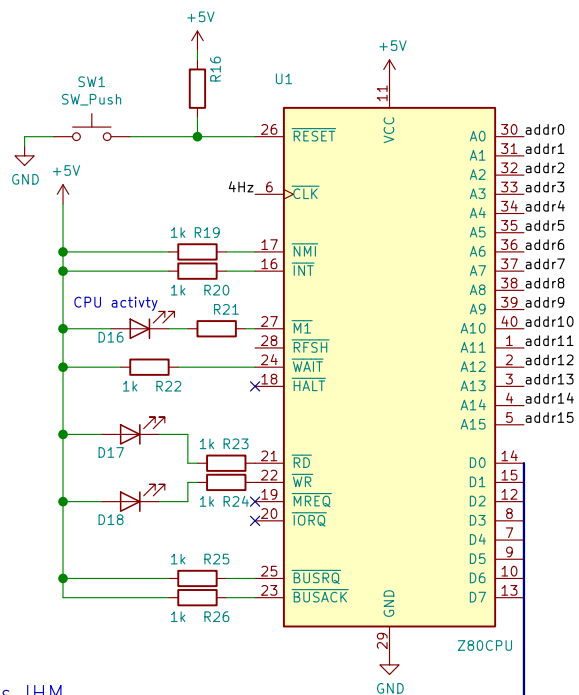 +5V
+5V
R16
U1
SW1
SW_Push
11
VCC
26 RESET
GND
+5V
4Hz 6 CLK
A0 30 addr0
A1 31 addr1
A2 32 addr2
A3 33 addr3
A4 34 addr4
A5 35 addr5
A6 36 addr6
A7 37 addr7
A8 38 addr8
A9 39 addr9
A10 40 addr10
A11 1 addr11
A12 2 addr12
A13 3 addr13
A14 4 addr14
A15 5 addr15
1k R19 17 NMI
16 INT
1k R20
CPU activty
R21
D16
27 M1
28 RFSH
24 WAIT
1k R22
18 HALT
D17
1k R23
21 RD
22 WR
1k R24
19 MREQ
D18
20 IORQ
D0 14
D1 15
D2 12
D3 8
D4 7
D5 9
D6 10
D7 13
1k R25
25 BUSRQ
23 BUSACK
1k R26
GND
29
Z80CPU
GND
s IHM